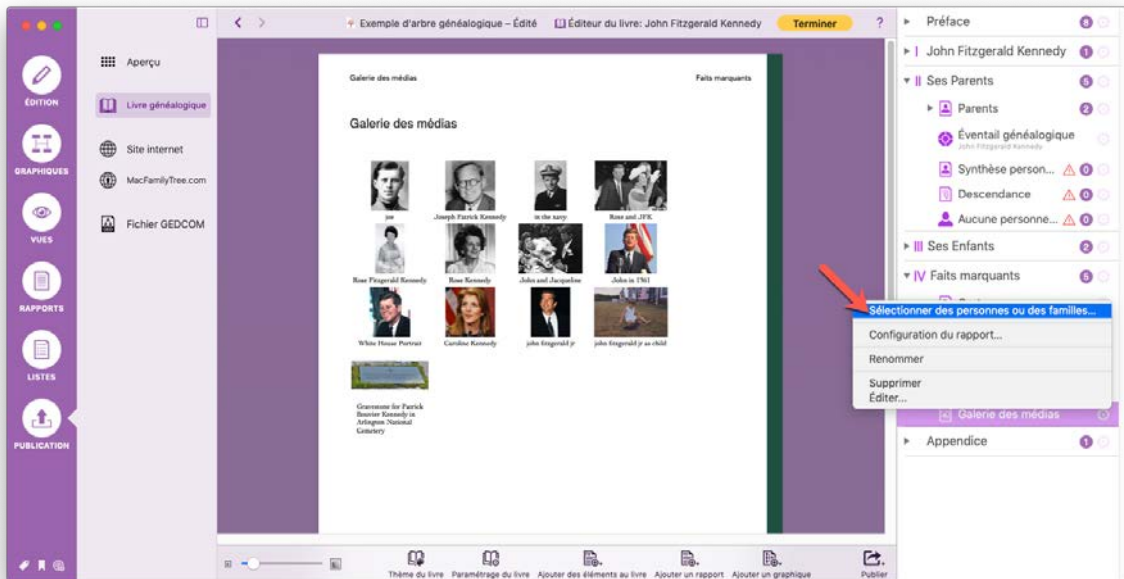 Exemple d'arbre généalogique – Édité
Éditeur du livre: John Fitzgerald Kennedy
Terminer
?
ÉDITION
GRAPHIQUES
VUES
RAPPORTS
LISTES
PUBLICATION
Aperçu
Livre généalogique
Site internet
MacFamilyTree.com
Fichier GEDCOM
Galerie des médias
Faits marquants
Galerie des médias
joe
Joseph Patrick Kennedy
in the navy
Rose and JFK
Rose Fitzgerald Kennedy
Rose Kennedy
John and Jacqueline
John in 1961
White House Portrait
Caroline Kennedy
john fitzgerald jr
john fitzgerald jr as child
Gravestone for Patrick
Bouvier Kennedy in
Arlington National
Cemetery
Thème du livre
Paramétrage du livre
Ajouter des éléments au livre
Ajouter un rapport
Ajouter un graphique
Publier
Préface 8
I John Fitzgerald Kennedy 1
II Ses Parents 5
Parents 2
Éventail généalogique
John Fitzgerald Kennedy
Synthèse person... 0
Descendance 0
Aucune personne... 0
III Ses Enfants 2
IV Faits marquants 5
Sélectionner des personnes ou des familles...
Configuration du rapport...
Renommer
Supprimer
Éditer...
Galerie des médias
Appendice 1